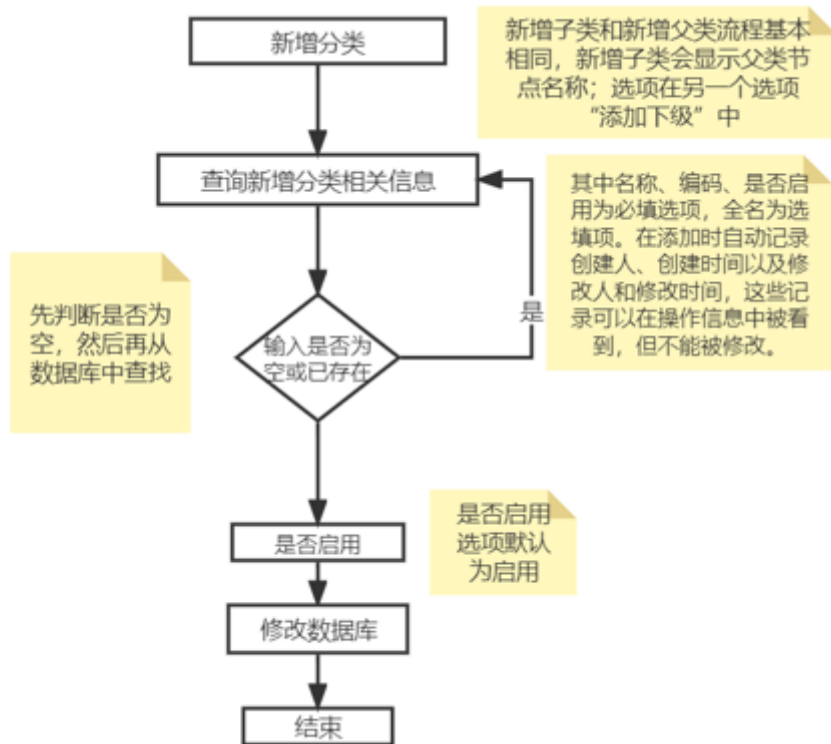 新增分类
新增子类和新增父类流程基本
相同，新增子类会显示父类节
点名称；选项在另一个选项
“添加下级”中
查询新增分类相关信息
其中名称、编码、是否启
用为必填选项，全名为选
填项。在添加时自动记录
创建人、创建时间以及修
改人和修改时间，这些记
录可以在操作信息中被看
到，但不能被修改。
是
先判断是否为
空，然后再从
数据库中查找
输入是否为
空或已存在
是否启用
选项默认
为启用
是否启用
修改数据库
结束